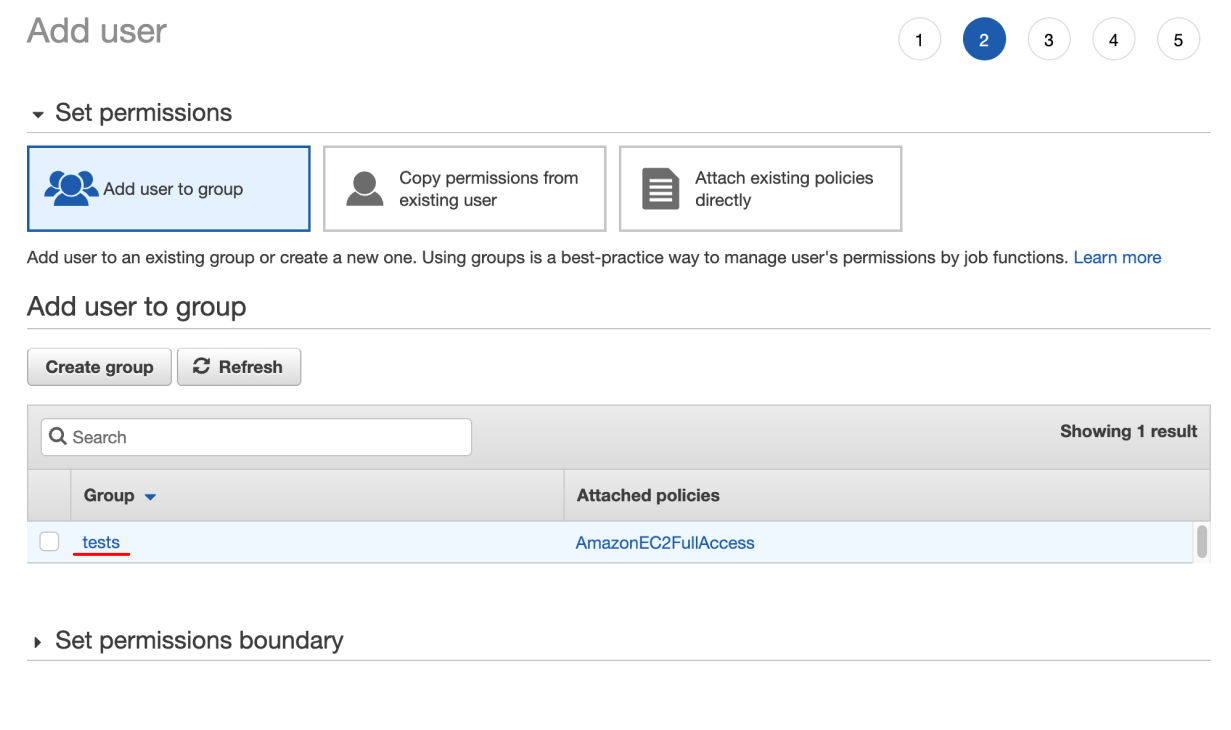 Add user
1 2 3 4 5
Set permissions
Add user to group
Copy permissions from
existing user
Attach existing policies
directly
Add user to an existing group or create a new one. Using groups is a best-practice way to manage user's permissions by job functions. Learn more
Add user to group
Create group Refresh
Search Showing 1 result
Group Attached policies
tests AmazonEC2FullAccess
Set permissions boundary